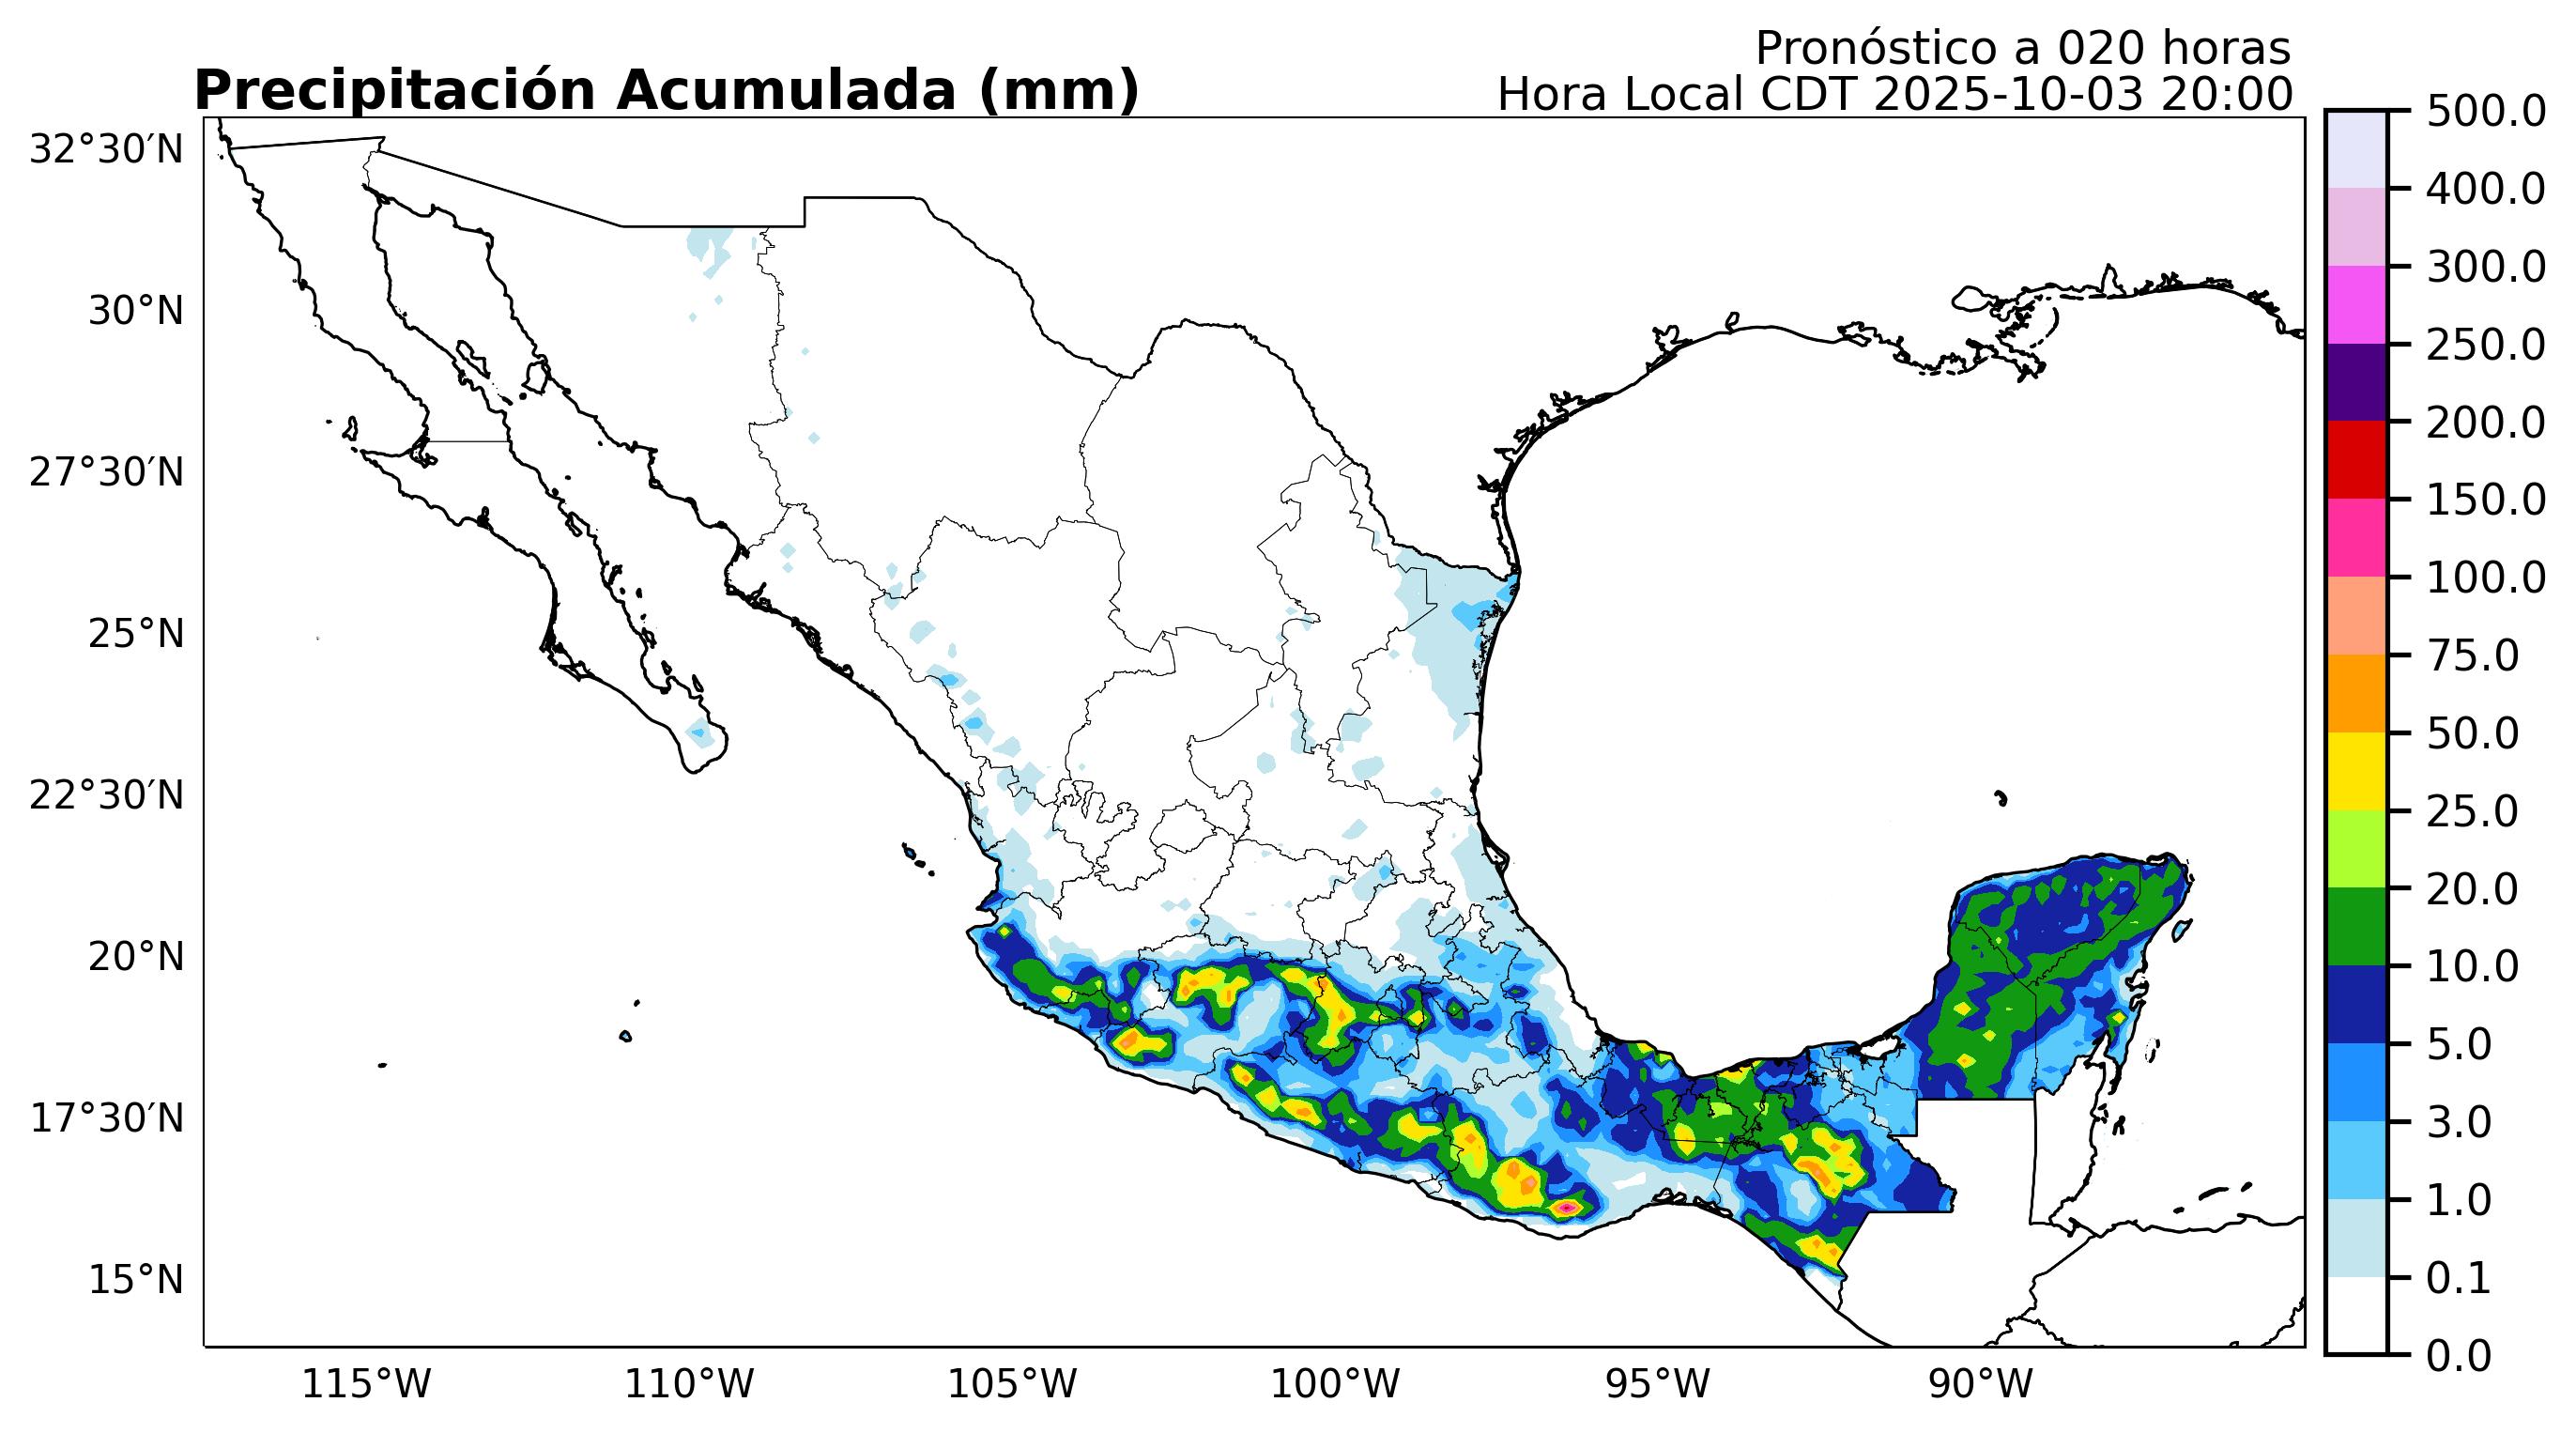 Pronóstico a 020 horas
Precipitación Acumulada (mm)
Hora Local CDT 2025-10-03 20:00
32°30′N
30°N
27°30′N
25°N
22°30′N
20°N
17°30′N
15°N
115°W
110°W
105°W
100°W
95°W
90°W
500.0
400.0
300.0
250.0
200.0
150.0
100.0
75.0
50.0
25.0
20.0
10.0
5.0
3.0
1.0
0.1
0.0